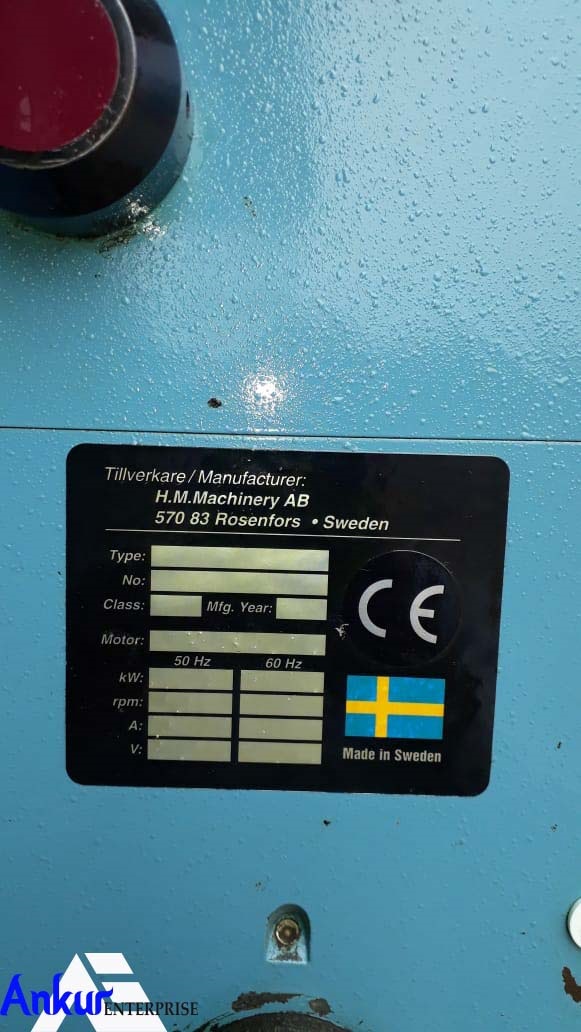 Tillverkare / Manufacturer:
H.M.Machinery AB
570 83 Rosenfors • Sweden
Type:
No:
Class: Mfg. Year:
Motor:
50 Hz 60 Hz
kW:
rpm:
A:
V:
CE
Made in Sweden
Ankur ENTERPRISE